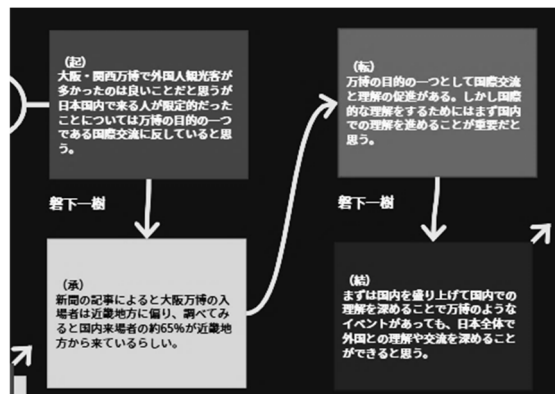 （起）
大阪・関西万博で外国人観光客が
多かったのは良いことだと思うが
日本国内で来る人が限定的だった
ことについては万博の目的の一つ
である国際交流に反していると思
う。
磐下一樹
（承）
新聞の記事によると大阪万博の入
場者は近畿地方に偏り、調べてみ
ると国内来場者の約65%が近畿地
方から来ているらしい。
（転）
万博の目的の一つとして国際交流
と理解の促進がある。しかし国際
的な理解をするためにはまず国内
での理解を進めることが重要だと
思う。
磐下一樹
（結）
まずは国内を盛り上げて国内での
理解を深めることで万博のような
イベントがあっても、日本全体で
外国との理解や交流を深めること
ができると思う。